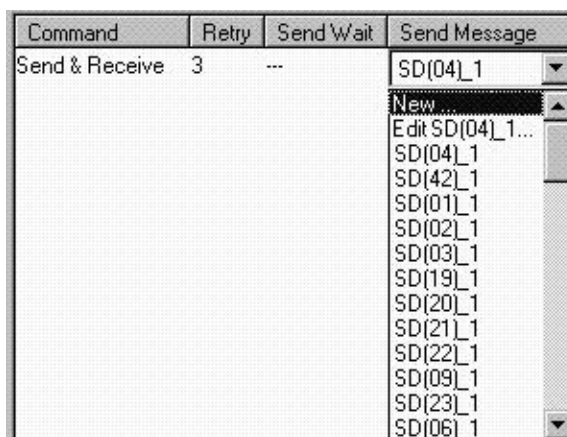 Command Retry Send Wait Send Message
Send & Receive 3 --- SD(04)_1
New ...
Edit SD(04)_1...
SD(04)_1
SD(42)_1
SD(01)_1
SD(02)_1
SD(03)_1
SD(19)_1
SD(20)_1
SD(21)_1
SD(22)_1
SD(09)_1
SD(23)_1
SD(06)_1